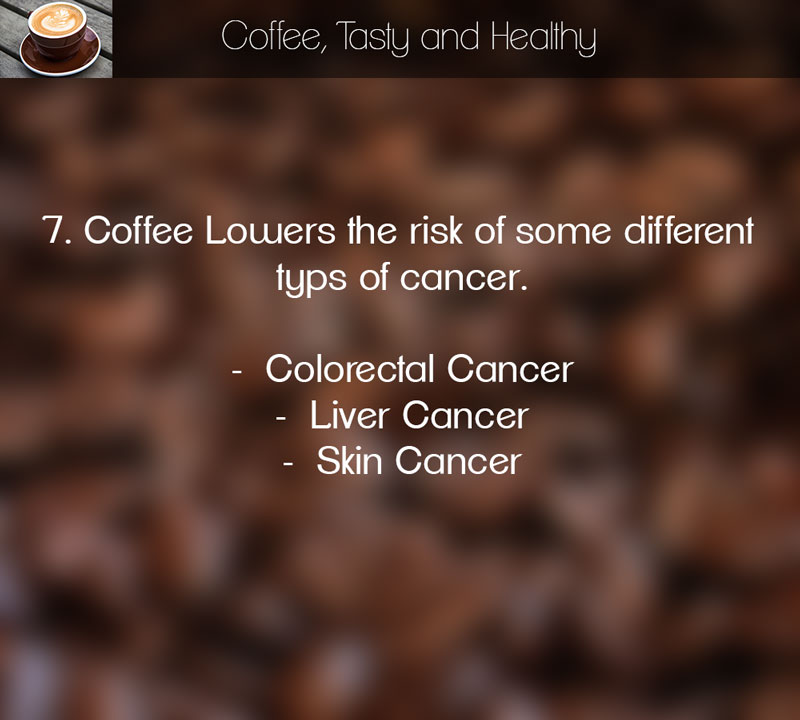 Coffee, Tasty and Healthy
7. Coffee Lowers the risk of some different
typs of cancer.
- Colorectal Cancer
- Liver Cancer
- Skin Cancer